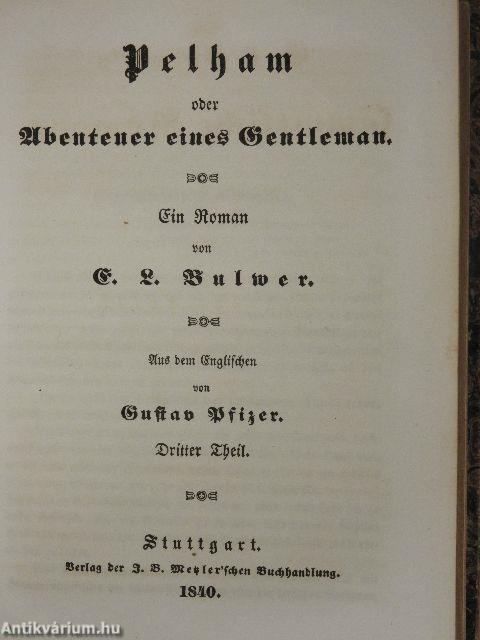 Pelham
oder
Abenteuer eines Gentleman.
Ein Roman
von
E. L. Bulwer.
Aus dem Englischen
von
Gustav Pfizer.
Dritter Theil.
Stuttgart.
Verlag der J. B. Metzler'schen Buchhandlung.
1840.
Antikvárium.hu